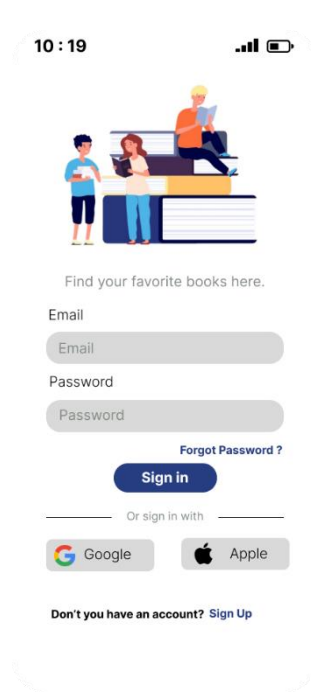 10 : 19
Find your favorite books here.
Email
Email
Password
Password
Forgot Password ?
Sign in
Or sign in with
Google
Apple
Don't you have an account? Sign Up